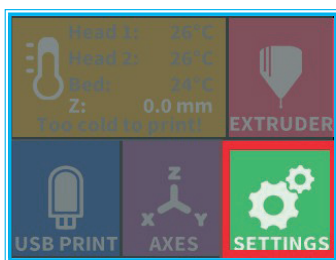 Head 1: 26°C
Head 2: 26°C
Bed: 24°C
Z: 0.0 mm
Too cold to print!
EXTRUDER
USB PRINT
Z
X Y
AXES
SETTINGS